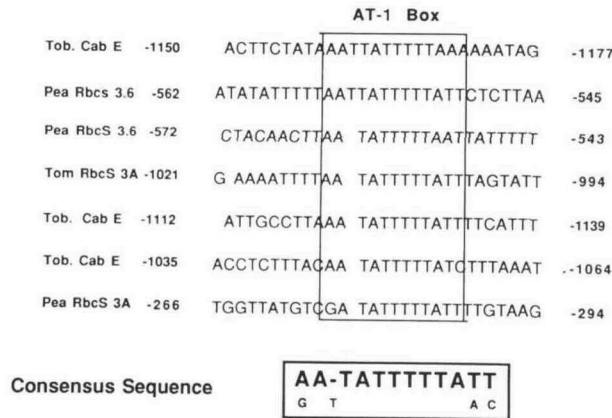 AT-1 Box
Tob. Cab E -1150 ACTTCTATAAATTATTTTTAAAAAATAG -1177
Pea Rbcs 3.6 -562 ATATATTTTTAATTATTTTTATTCTCTTAA -545
Pea RbcS 3.6 -572 CTACAACTTAA TATTTTTAATTATTTTT -543
Tom RbcS 3A -1021 G AAAATTTTAA TATTTTTATTTAGTATT -994
Tob. Cab E -1112 ATTGCCTTAAA TATTTTTATTTTCATTT -1139
Tob. Cab E -1035 ACCTCTTTACAA TATTTTTATCTTTAAAT -1064
Pea RbcS 3A -266 TGGTTATGTCGA TATTTTTATTTTGTAAG -294
Consensus Sequence AA-TATTTTTATT
G T A C